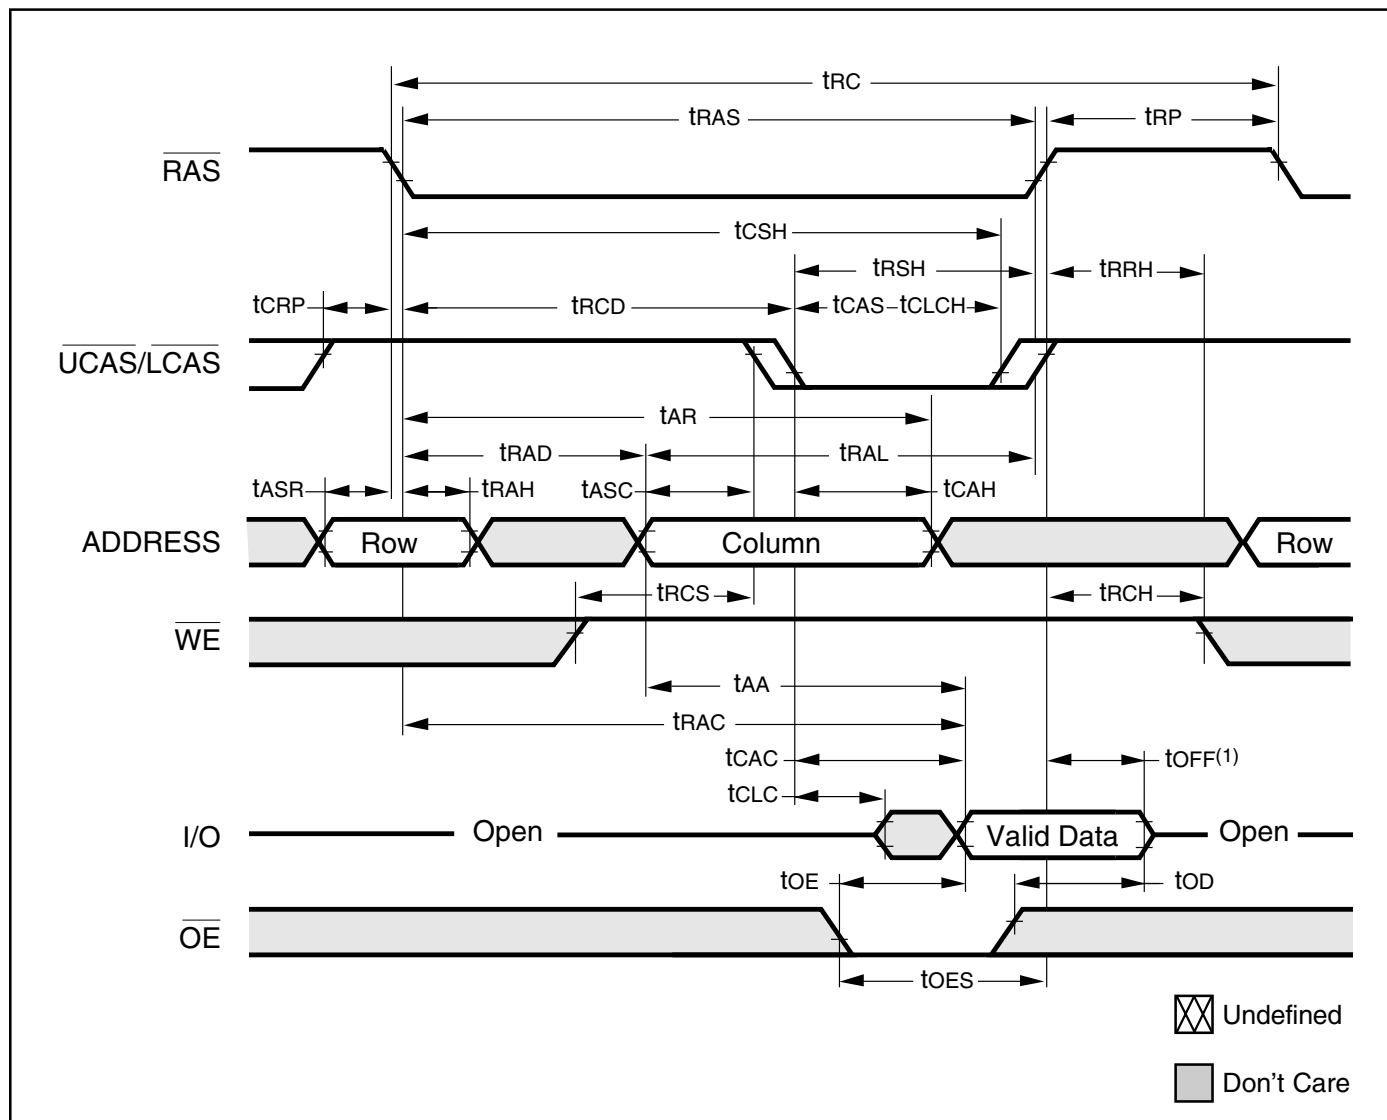 tRC
tRAS tRP
RAS
tCSH
tRSH tRRH
tCRP tRCD tCAS tCLCH
UCAS/LCAS
tAR
tRAD tRAL
tASR tRAH tASC tCAH
ADDRESS Row Column Row
tRCS tRCH
WE
tAA
tRAC
tCAC tOFF(1)
tCLC
I/O Open Valid Data Open
tOE tOD
OE
tOES
Undefined
Don't Care